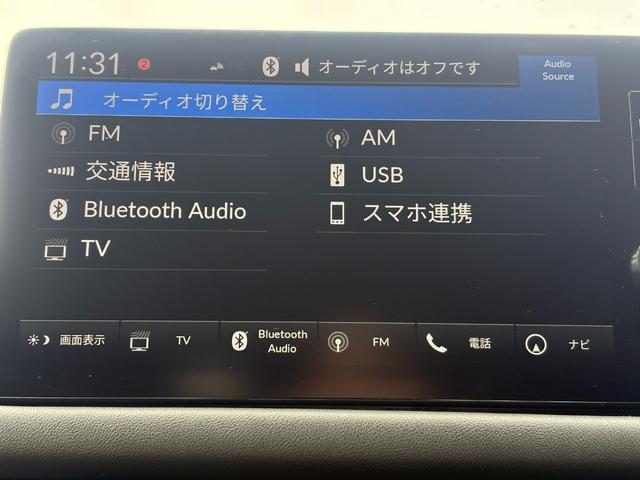 11:31 2 ETC オーディオはオフです Audio
Source
オーディオ切り替え
FM AM
交通情報 USB
Bluetooth Audio スマホ連携
TV
画面表示 TV Bluetooth Audio FM 電話 ナビ